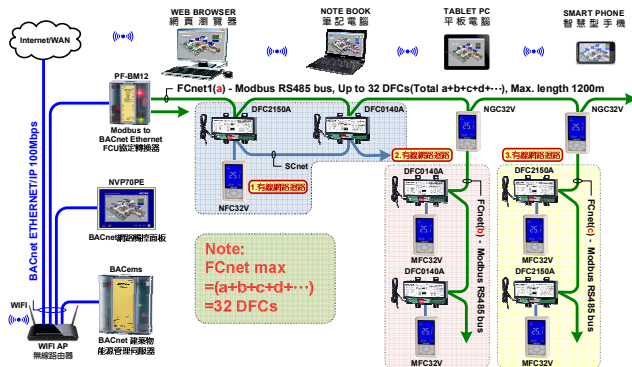 WEB BROWSER
網頁瀏覽器
NOTE BOOK
筆記電腦
TABLET PC
平板電腦
SMART PHONE
智慧型手機
Internet/WAN
PF-BM12
FCnet1(a) - Modbus RS485 bus, Up to 32 DFCs(Total a+b+c+d+···), Max. length 1200m
Modbus to
BACnet Ethernet
FCU協定轉換器
DFC2150A
DFC0140A
NGC32V
NGC32V
SCnet
1.有線網路迴路
2.有線網路迴路
3.有線網路迴路
NFC32V
DFC0140A
DFC2150A
MFC32V
MFC32V
DFC0140A
DFC2150A
MFC32V
MFC32V
FCnet(b) - Modbus RS485 bus
FCnet(c) - Modbus RS485 bus
BACnet ETHERNET/IP 100Mbps
NVP70PE
BACnet網路觸控面板
BACems
BACnet 建築物
能源管理伺服器
WIFI
WIFI AP
無線路由器
Note:
FCnet max
=(a+b+c+d+···)
=32 DFCs